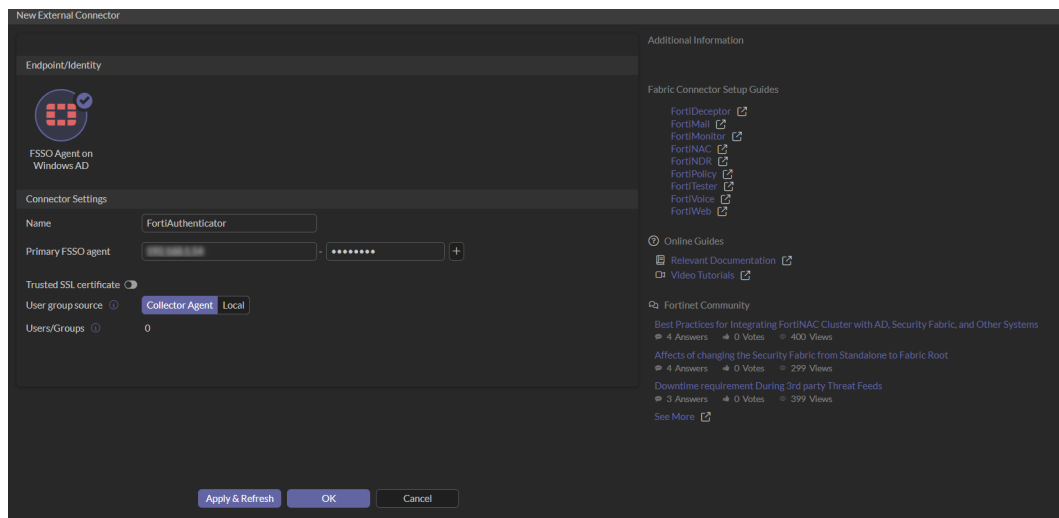 New External Connector
Endpoint/Identity
FSSO Agent on
Windows AD
Connector Settings
Name
FortiAuthenticator
Primary FSSO agent
-
••••••••
+
Trusted SSL certificate
User group source
Collector Agent
Local
Users/Groups
0
Apply & Refresh
OK
Cancel
Additional Information
Fabric Connector Setup Guides
FortiDeceptor
FortiMail
FortiMonitor
FortiNAC
FortiNDR
FortiPolicy
FortiTester
FortiVoice
FortiWeb
Online Guides
Relevant Documentation
Video Tutorials
Fortinet Community
Best Practices for Integrating FortiNAC Cluster with AD, Security Fabric, and Other Systems
4 Answers 0 Votes 400 Views
Affects of changing the Security Fabric from Standalone to Fabric Root
4 Answers 0 Votes 299 Views
Downtime requirement During 3rd party Threat Feeds
3 Answers 0 Votes 399 Views
See More